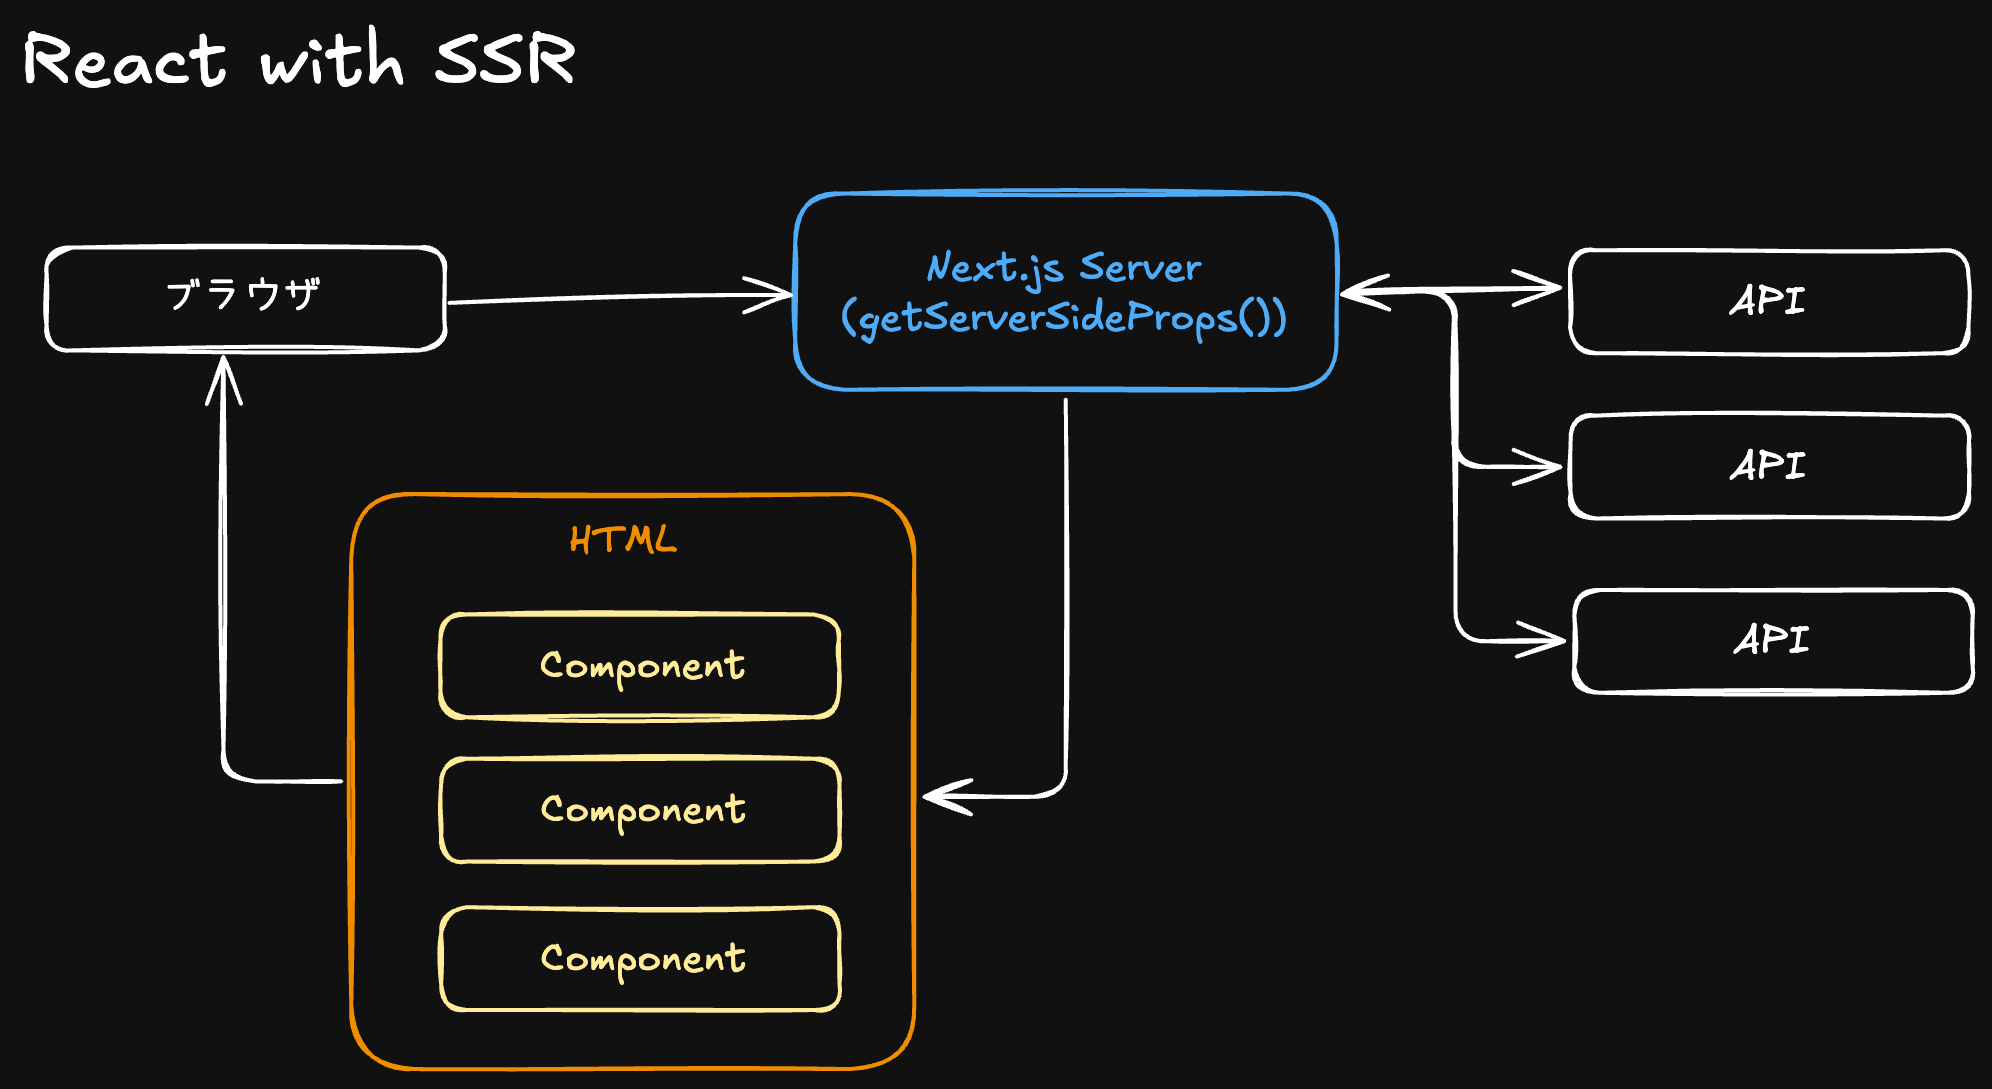 React with SSR
ブラウザ
Next.js Server
(getServerSideProps())
API
API
API
HTML
Component
Component
Component